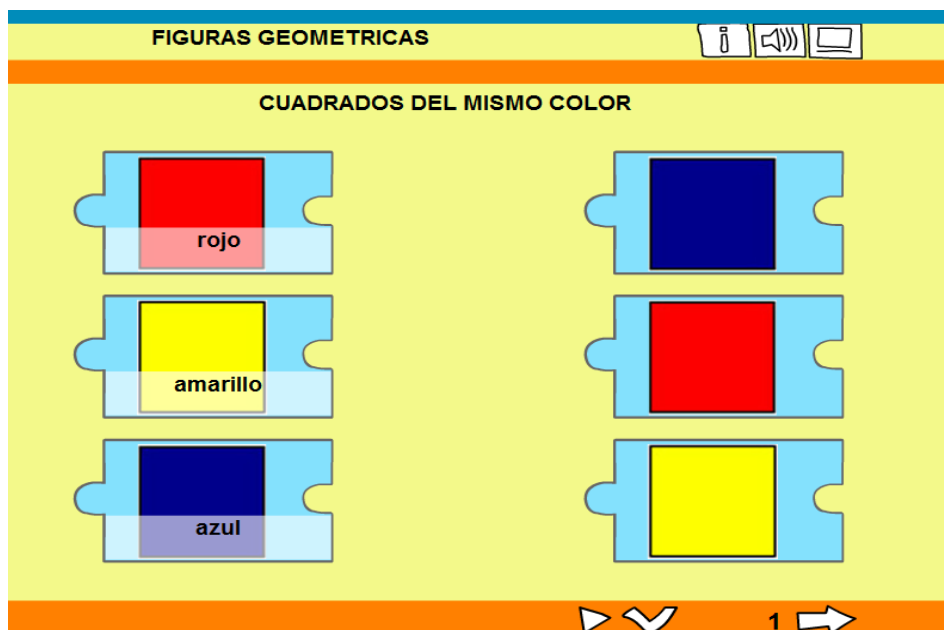 FIGURAS GEOMETRICAS
CUADRADOS DEL MISMO COLOR
rojo
amarillo
azul
1